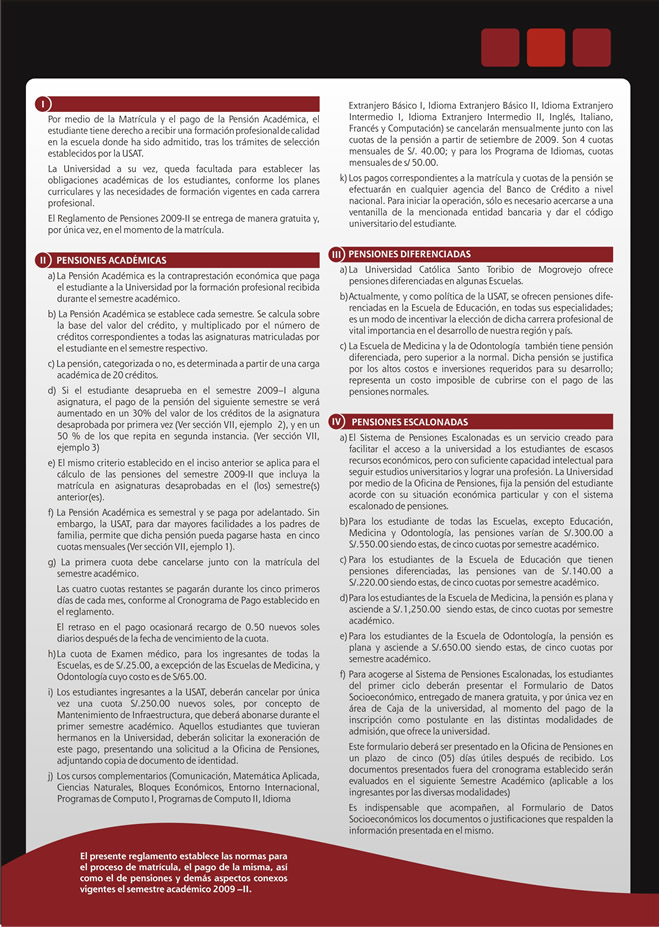 I
Por medio de la Matrícula y el pago de la Pensión Académica, el
estudiante tiene derecho a recibir una formación profesional de calidad
en la escuela donde ha sido admitido, tras los trámites de selección
establecidos por la USAT.
La Universidad a su vez, queda facultada para establecer las
obligaciones académicas de los estudiantes, conforme los planes
curriculares y las necesidades de formación vigentes en cada carrera
profesional.
El Reglamento de Pensiones 2009-II se entrega de manera gratuita y,
por única vez, en el momento de la matrícula.
II PENSIONES ACADÉMICAS
a) La Pensión Académica es la contraprestación económica que paga
el estudiante a la Universidad por la formación profesional recibida
durante el semestre académico.
b) La Pensión Académica se establece cada semestre. Se calcula sobre
la base del valor del crédito, y multiplicado por el número de
créditos correspondientes a todas las asignaturas matriculadas por
el estudiante en el semestre respectivo.
c) La pensión, categorizada o no, es determinada a partir de una carga
académica de 20 créditos.
d) Si el estudiante desaprueba en el semestre 2009–I alguna
asignatura, el pago de la pensión del siguiente semestre se verá
aumentado en un 30% del valor de los créditos de la asignatura
desaprobada por primera vez (Ver sección VII, ejemplo 2), y en un
50 % de los que repita en segunda instancia. (Ver sección VII,
ejemplo 3)
e) El mismo criterio establecido en el inciso anterior se aplica para el
cálculo de las pensiones del semestre 2009-II que incluya la
matrícula en asignaturas desaprobadas en el (los) semestre(s)
anterior(es).
f) La Pensión Académica es semestral y se paga por adelantado. Sin
embargo, la USAT, para dar mayores facilidades a los padres de
familia, permite que dicha pensión pueda pagarse hasta en cinco
cuotas mensuales (Ver sección VII, ejemplo 1).
g) La primera cuota debe cancelarse junto con la matrícula del
semestre académico.
Las cuatro cuotas restantes se pagarán durante los cinco primeros
días de cada mes, conforme al Cronograma de Pago establecido en
el reglamento.
El retraso en el pago ocasionará recargo de 0.50 nuevos soles
diarios después de la fecha de vencimiento de la cuota.
h) La cuota de Examen médico, para los ingresantes de todas la
Escuelas, es de S/.25.00, a excepción de las Escuelas de Medicina, y
Odontología cuyo costo es de S/65.00.
i) Los estudiantes ingresantes a la USAT, deberán cancelar por única
vez una cuota S/.250.00 nuevos soles, por concepto de
Mantenimiento de Infraestructura, que deberá abonarse durante el
primer semestre académico. Aquellos estudiantes que tuvieran
hermanos en la Universidad, deberán solicitar la exoneración de
este pago, presentando una solicitud a la Oficina de Pensiones,
adjuntando copia de documento de identidad.
j) Los cursos complementarios (Comunicación, Matemática Aplicada,
Ciencias Naturales, Bloques Económicos, Entorno Internacional,
Programas de Computo I, Programas de Computo II, Idioma
Extranjero Básico I, Idioma Extranjero Básico II, Idioma Extranjero
Intermedio I, Idioma Extranjero Intermedio II, Inglés, Italiano,
Francés y Computación) se cancelarán mensualmente junto con las
cuotas de la pensión a partir de setiembre de 2009. Son 4 cuotas
mensuales de S/. 40.00; y para los Programa de Idiomas, cuotas
mensuales de s/ 50.00.
k) Los pagos correspondientes a la matrícula y cuotas de la pensión se
efectuarán en cualquier agencia del Banco de Crédito a nivel
nacional. Para iniciar la operación, sólo es necesario acercarse a una
ventanilla de la mencionada entidad bancaria y dar el código
universitario del estudiante.
III PENSIONES DIFERENCIADAS
a) La Universidad Católica Santo Toribio de Mogrovejo ofrece
pensiones diferenciadas en algunas Escuelas.
b) Actualmente, y como política de la USAT, se ofrecen pensiones dife-
renciadas en la Escuela de Educación, en todas sus especialidades;
es un modo de incentivar la elección de dicha carrera profesional de
vital importancia en el desarrollo de nuestra región y país.
c) La Escuela de Medicina y la de Odontología también tiene pensión
diferenciada, pero superior a la normal. Dicha pensión se justifica
por los altos costos e inversiones requeridos para su desarrollo;
representa un costo imposible de cubrirse con el pago de las
pensiones normales.
IV PENSIONES ESCALONADAS
a) El Sistema de Pensiones Escalonadas es un servicio creado para
facilitar el acceso a la universidad a los estudiantes de escasos
recursos económicos, pero con suficiente capacidad intelectual para
seguir estudios universitarios y lograr una profesión. La Universidad
por medio de la Oficina de Pensiones, fija la pensión del estudiante
acorde con su situación económica particular y con el sistema
escalonado de pensiones.
b) Para los estudiante de todas las Escuelas, excepto Educación,
Medicina y Odontología, las pensiones varían de S/.300.00 a
S/.550.00 siendo estas, de cinco cuotas por semestre académico.
c) Para los estudiantes de la Escuela de Educación que tienen
pensiones diferenciadas, las pensiones van de S/.140.00 a
S/.220.00 siendo estas, de cinco cuotas por semestre académico.
d) Para los estudiantes de la Escuela de Medicina, la pensión es plana y
asciende a S/.1,250.00 siendo estas, de cinco cuotas por semestre
académico.
e) Para los estudiantes de la Escuela de Odontología, la pensión es
plana y asciende a S/.650.00 siendo estas, de cinco cuotas por
semestre académico.
f) Para acogerse al Sistema de Pensiones Escalonadas, los estudiantes
del primer ciclo deberán presentar el Formulario de Datos
Socioeconómico, entregado de manera gratuita, y por única vez en
área de Caja de la universidad, al momento del pago de la
inscripción como postulante en las distintas modalidades de
admisión, que ofrece la universidad.
Este formulario deberá ser presentado en la Oficina de Pensiones en
un plazo de cinco (05) días útiles después de recibido. Los
documentos presentados fuera del cronograma establecido serán
evaluados en el siguiente Semestre Académico (aplicable a los
ingresantes por las diversas modalidades)
Es indispensable que acompañen, al Formulario de Datos
Socioeconómicos los documentos o justificaciones que respalden la
información presentada en el mismo.
El presente reglamento establece las normas para
el proceso de matrícula, el pago de la misma, así
como el de pensiones y demás aspectos conexos
vigentes el semestre académico 2009 –II.